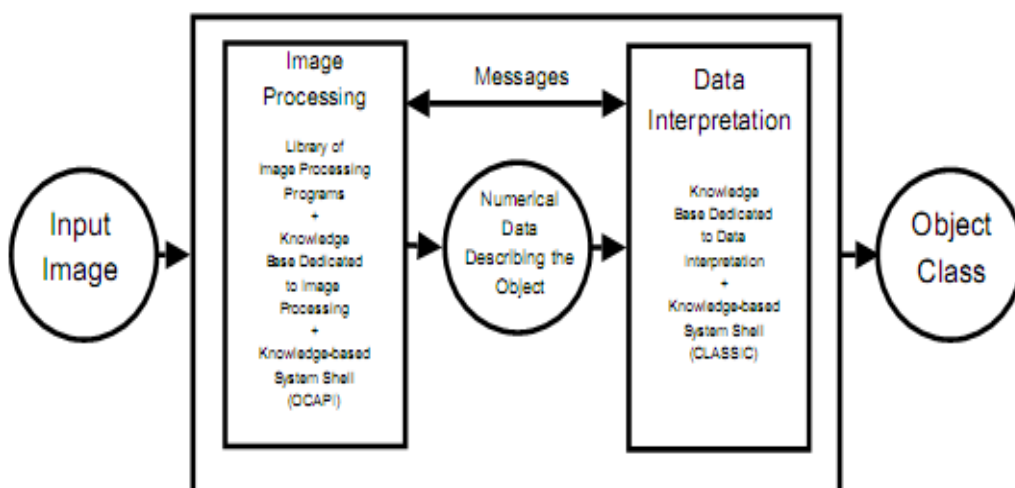 Input
Image
Image
Processing
Library of
Image Processing
Programs
+
Knowledge
Base Dedicated
to Image
Processing
+
Knowledge-based
System Shell
(OCAPI)
Messages
Numerical
Data
Describing the
Object
Data
Interpretation
Knowledge
Base Dedicated
to Data
Interpretation
+
Knowledge-based
System Shell
(CLASSIC)
Object
Class